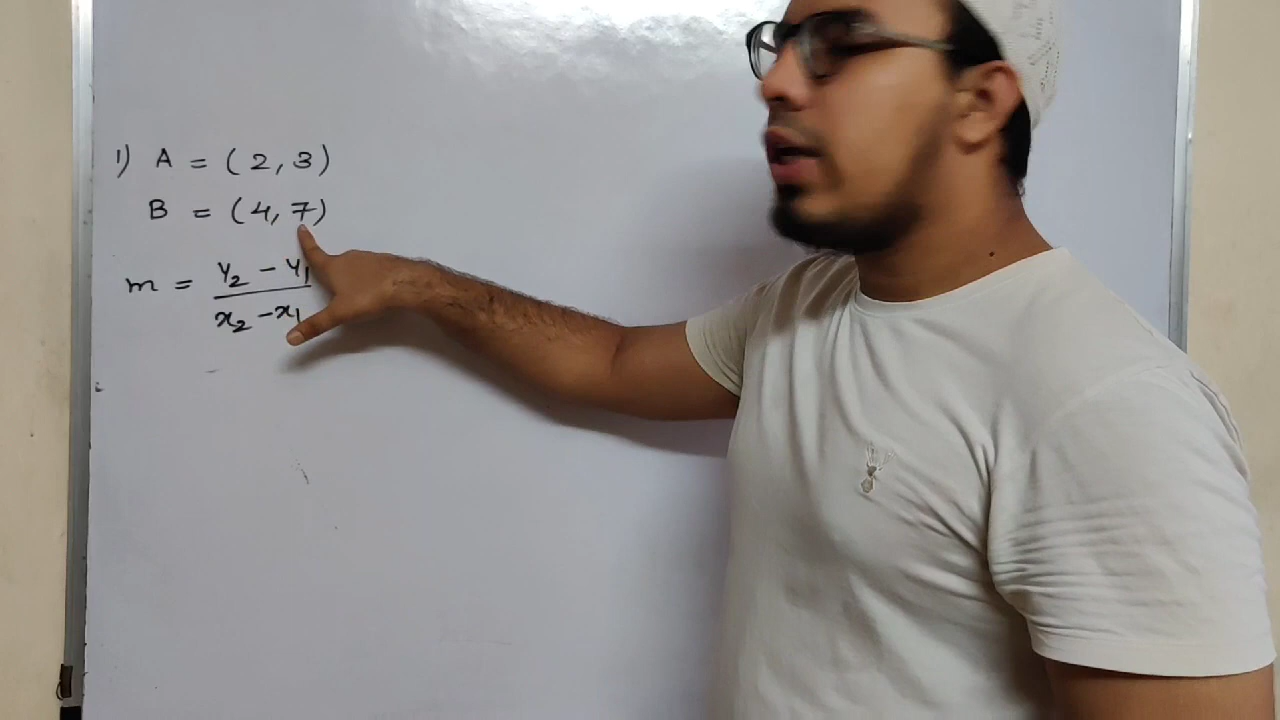 1) A = (2, 3)
B = (4, 7)
m = y₂ - y₁ / x₂ - x₁